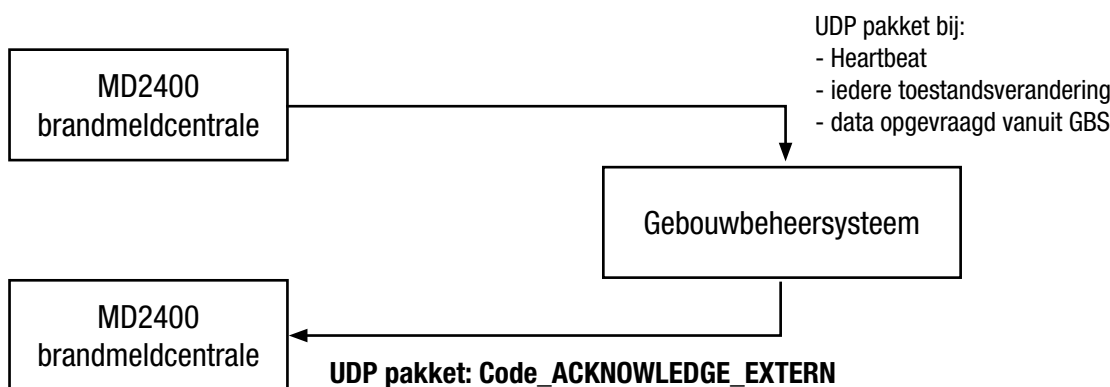 UDP pakket bij:
- Heartbeat
- iedere toestandsverandering
- data opgevraagd vanuit GBS
MD2400
brandmeldcentrale
Gebouwbeheersysteem
MD2400
brandmeldcentrale
UDP pakket: Code_ACKNOWLEDGE_EXTERN